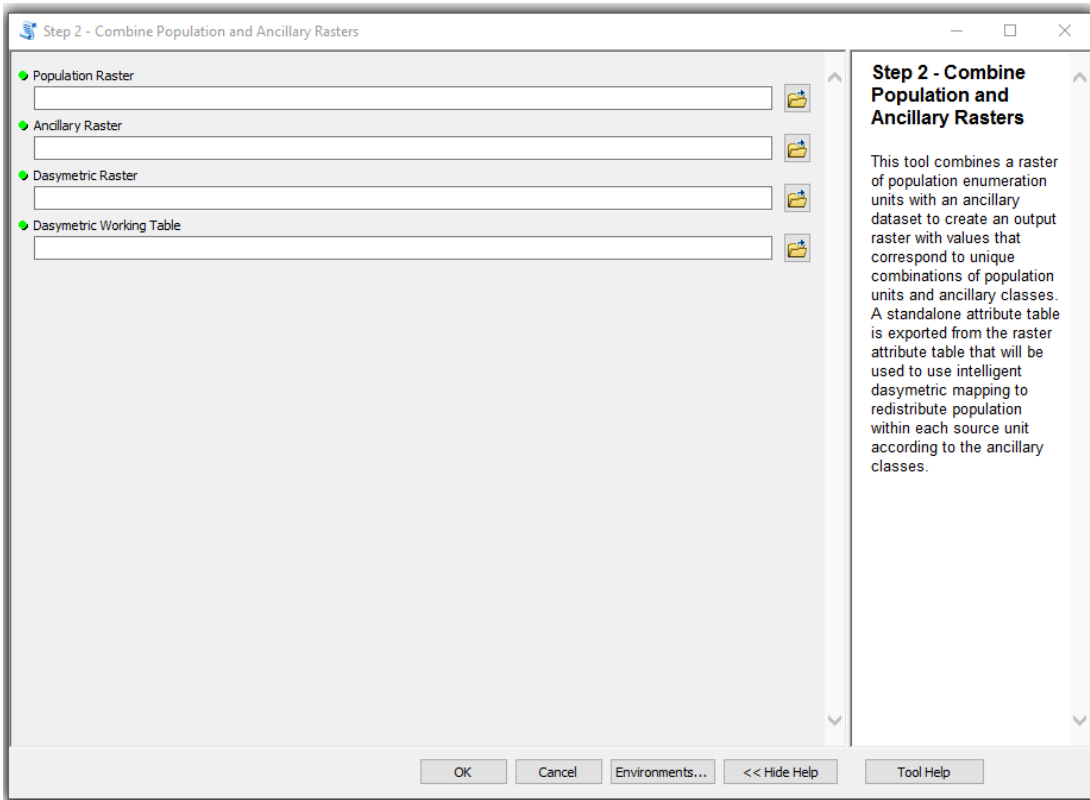 Step 2 - Combine Population and Ancillary Rasters
Population Raster
Ancillary Raster
Dasymetric Raster
Dasymetric Working Table
Step 2 - Combine
Population and
Ancillary Rasters
This tool combines a raster
of population enumeration
units with an ancillary
dataset to create an output
raster with values that
correspond to unique
combinations of population
units and ancillary classes.
A standalone attribute table
is exported from the raster
attribute table that will be
used to use intelligent
dasymetric mapping to
redistribute population
within each source unit
according to the ancillary
classes.
OK
Cancel
Environments...
<< Hide Help
Tool Help